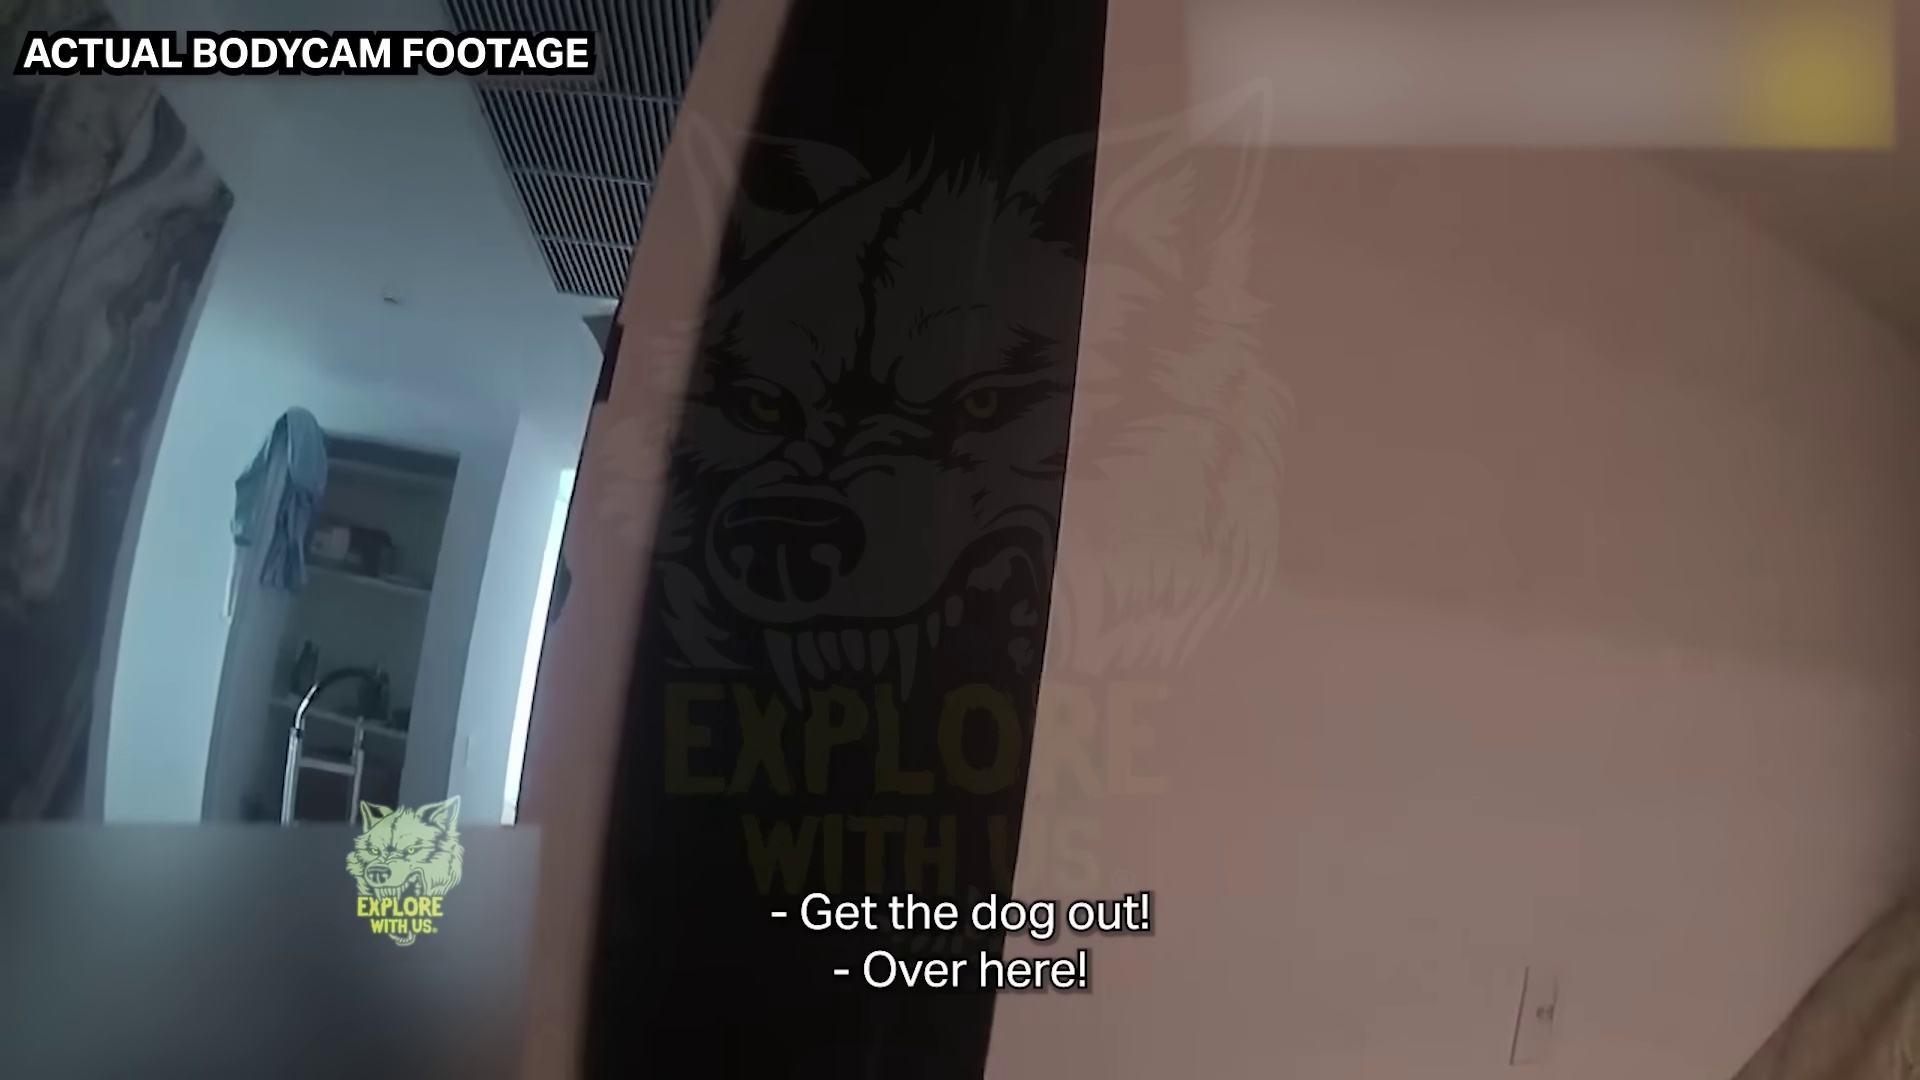 ACTUAL BODYCAM FOOTAGE
EXPLORE
WITH US
EXPLORE
WITH US
- Get the dog out!
- Over here!